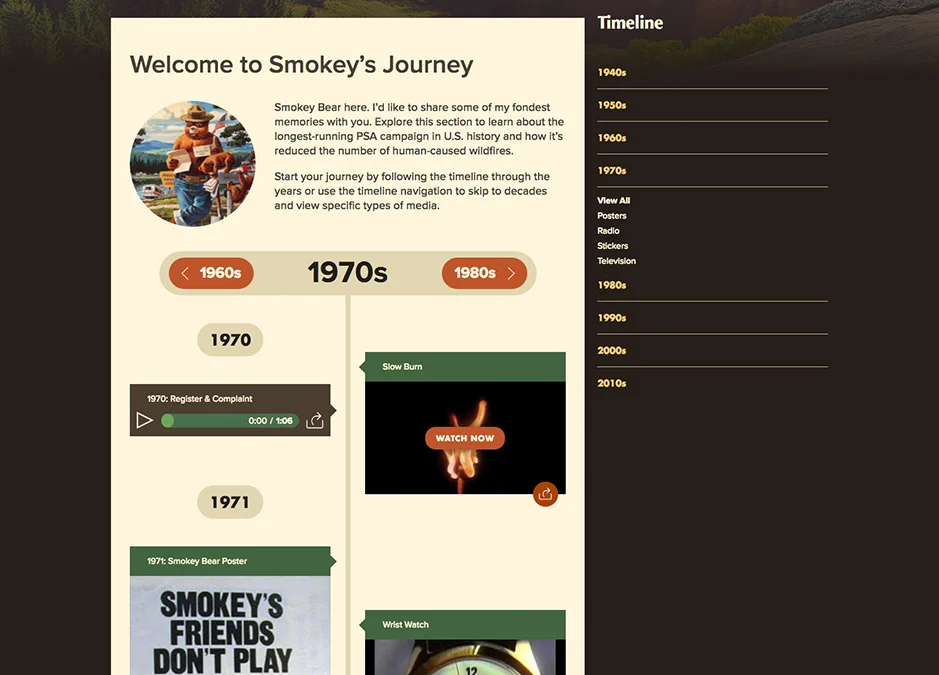 Welcome to Smokey's Journey
Smokey Bear here. I'd like to share some of my fondest
memories with you. Explore this section to learn about the
longest-running PSA campaign in U.S. history and how it's
reduced the number of human-caused wildfires.
Start your journey by following the timeline through the
years or use the timeline navigation to skip to decades
and view specific types of media.
1960s
1970s
1980s
1970
1970: Register & Complaint
0:00 / 1:06
Slow Burn
WATCH NOW
1971
1971: Smokey Bear Poster
SMOKEY'S
FRIENDS
DON'T PLAY
Wrist Watch
12
Timeline
1940s
1950s
1960s
1970s
View All
Posters
Radio
Stickers
Television
1980s
1990s
2000s
2010s